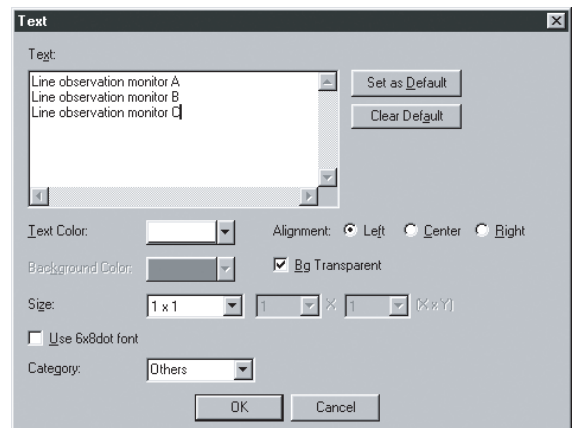 Text
Text:
Line observation monitor A
Line observation monitor B
Line observation monitor C
Set as Default
Clear Default
Text Color:
Alignment: Left Center Right
Background Color:
Bg Transparent
Size: 1 x 1 1 X 1 (X x Y)
Use 6x8dot font
Category: Others
OK Cancel